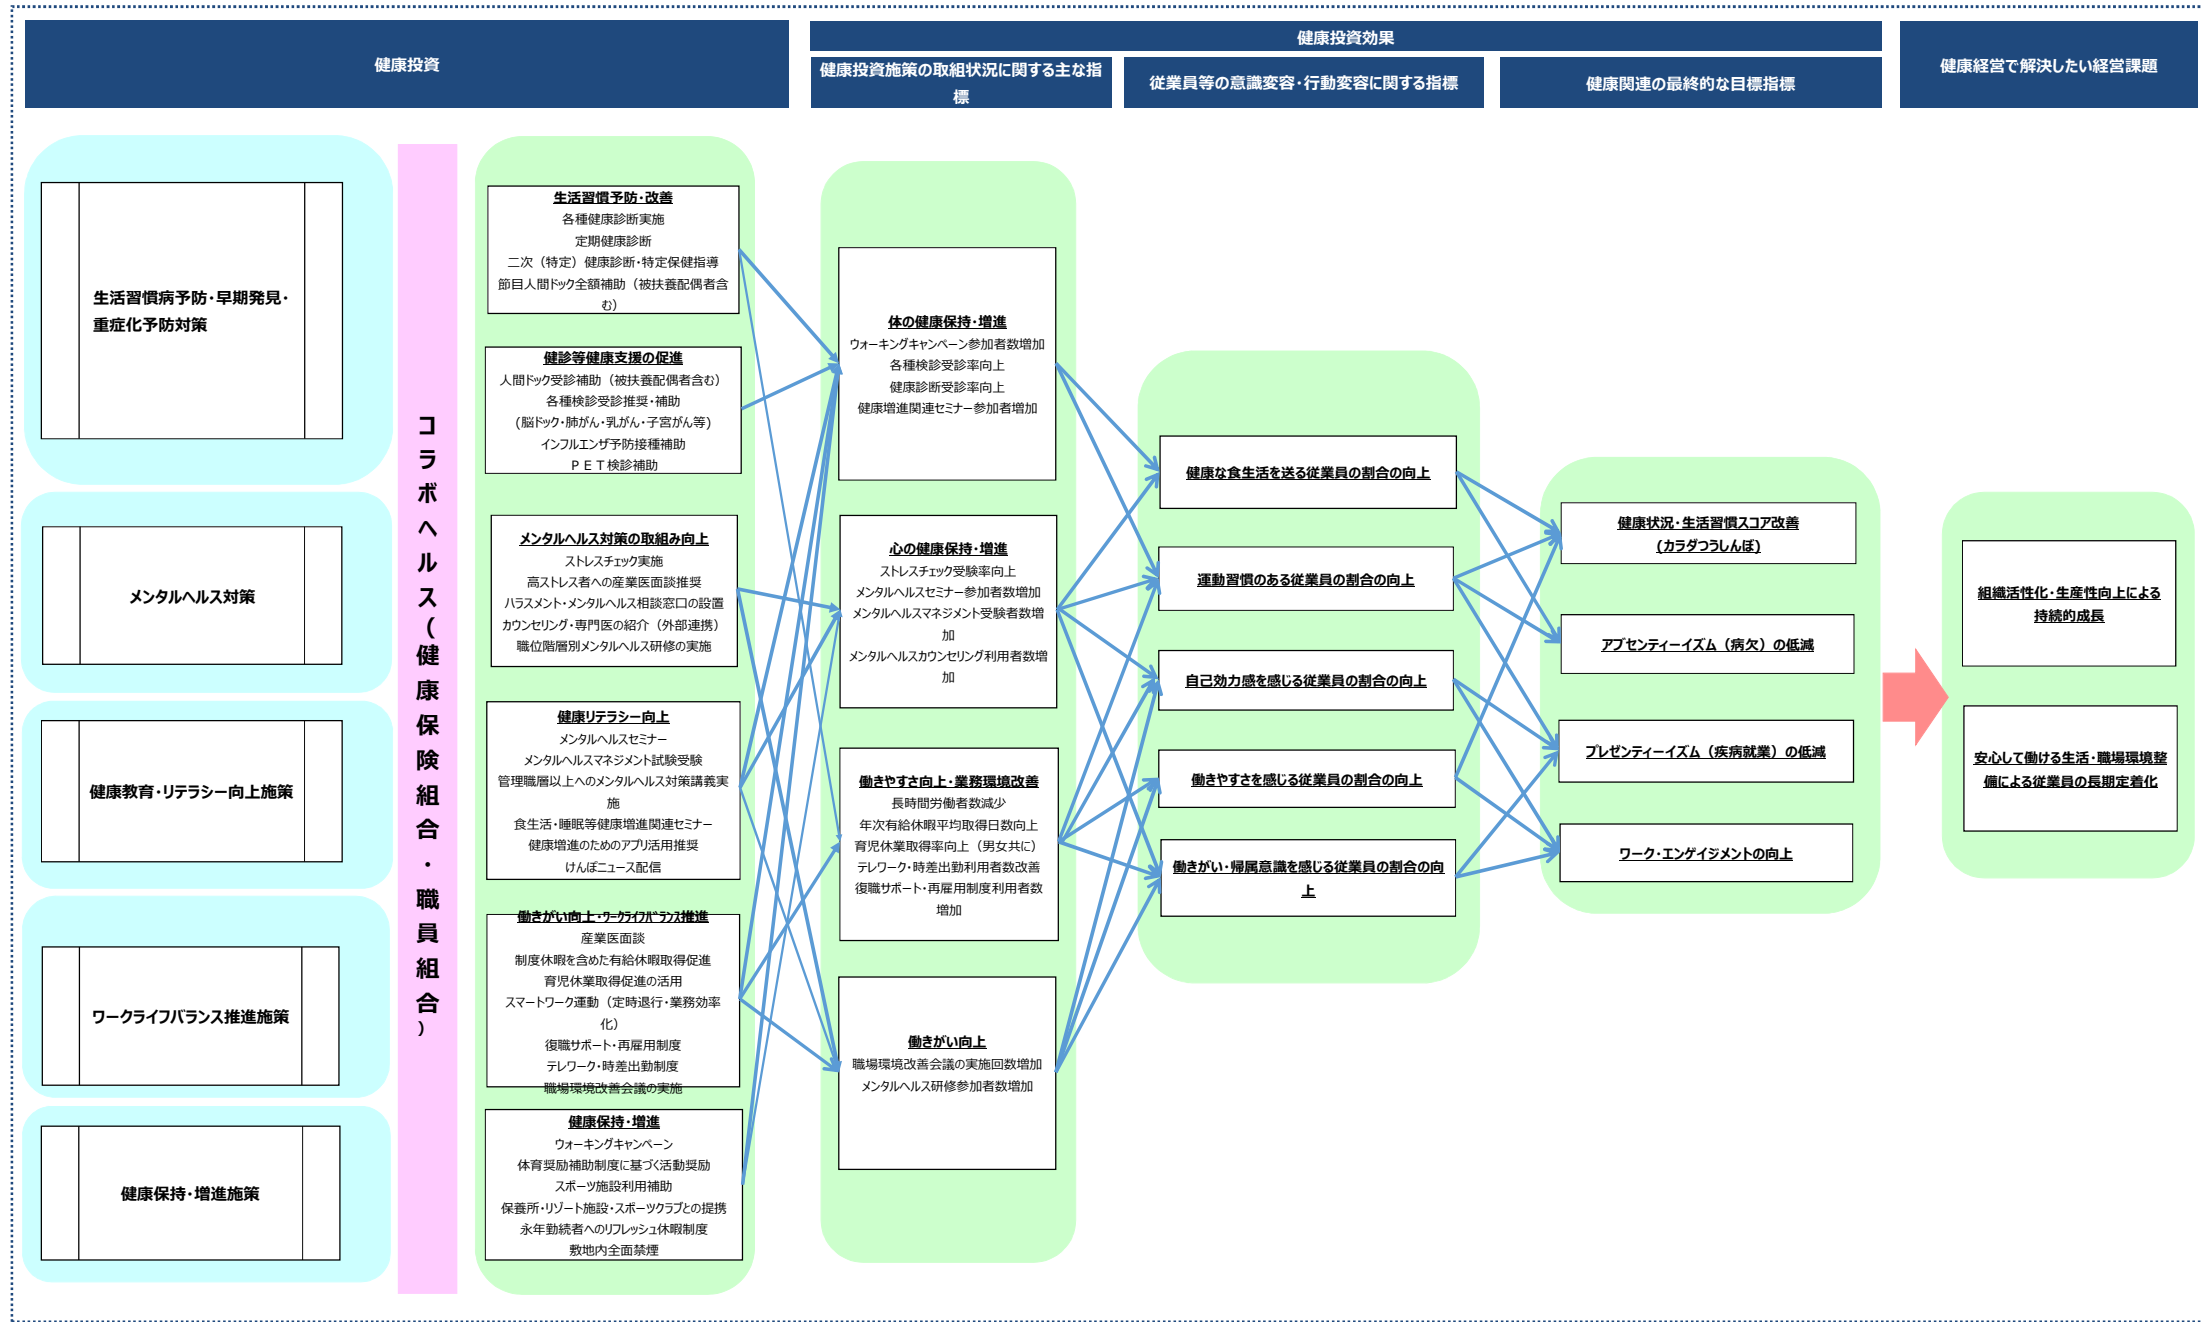 健康投資
健康投資効果
健康投資施策の取組状況に関する主な指
標
従業員等の意識変容・行動変容に関する指標
健康関連の最終的な目標指標
健康経営で解決したい経営課題
生活習慣病予防・早期発見・
重症化予防対策
メンタルヘルス対策
健康教育・リテラシー向上施策
ワークライフバランス推進施策
健康保持・増進施策
コラボヘルス(健康保険組合・職員組合)
生活習慣予防・改善
各種健康診断実施
定期健康診断
二次（特定）健康診断・特定保健指導
節目人間ドック全額補助（被扶養配偶者含
む）
健診等健康支援の促進
人間ドック受診補助（被扶養配偶者含む）
各種検診受診推奨・補助
(脳ドック・肺がん・乳がん・子宮がん等)
インフルエンザ予防接種補助
ＰＥＴ検診補助
メンタルヘルス対策の取組み向上
ストレスチェック実施
高ストレス者への産業医面談推奨
ハラスメント・メンタルヘルス相談窓口の設置
カウンセリング・専門医の紹介（外部連携）
職位階層別メンタルヘルス研修の実施
健康リテラシー向上
メンタルヘルスセミナー
メンタルヘルスマネジメント試験受験
管理職層以上へのメンタルヘルス対策講義実
施
食生活・睡眠等健康増進関連セミナー
健康増進のためのアプリ活用推奨
けんぽニュース配信
働きがい向上・ワークライフバランス推進
産業医面談
制度休暇を含めた有給休暇取得促進
育児休業取得促進の活用
スマートワーク運動（定時退行・業務効率
化）
復職サポート・再雇用制度
テレワーク・時差出勤制度
職場環境改善会議の実施
健康保持・増進
ウォーキングキャンペーン
体育奨励補助制度に基づく活動奨励
スポーツ施設利用補助
保養所・リゾート施設・スポーツクラブとの提携
永年勤続者へのリフレッシュ休暇制度
敷地内全面禁煙
体の健康保持・増進
ウォーキングキャンペーン参加者数増加
各種検診受診率向上
健康診断受診率向上
健康増進関連セミナー参加者増加
心の健康保持・増進
ストレスチェック受験率向上
メンタルヘルスセミナー参加者数増加
メンタルヘルスマネジメント受験者数増
加
メンタルヘルスカウンセリング利用者数増
加
働きやすさ向上・業務環境改善
長時間労働者数減少
年次有給休暇平均取得日数向上
育児休業取得率向上（男女共に）
テレワーク・時差出勤利用者数改善
復職サポート・再雇用制度利用者数
増加
働きがい向上
職場環境改善会議の実施回数増加
メンタルヘルス研修参加者数増加
健康な食生活を送る従業員の割合の向上
運動習慣のある従業員の割合の向上
自己効力感を感じる従業員の割合の向上
働きやすさを感じる従業員の割合の向上
働きがい・帰属意識を感じる従業員の割合の向
上
健康状況・生活習慣スコア改善
(カラダつうしんぼ)
アブセンティーイズム（病欠）の低減
プレゼンティーイズム（疾病就業）の低減
ワーク・エンゲイジメントの向上
組織活性化・生産性向上による
持続的成長
安心して働ける生活・職場環境整
備による従業員の長期定着化